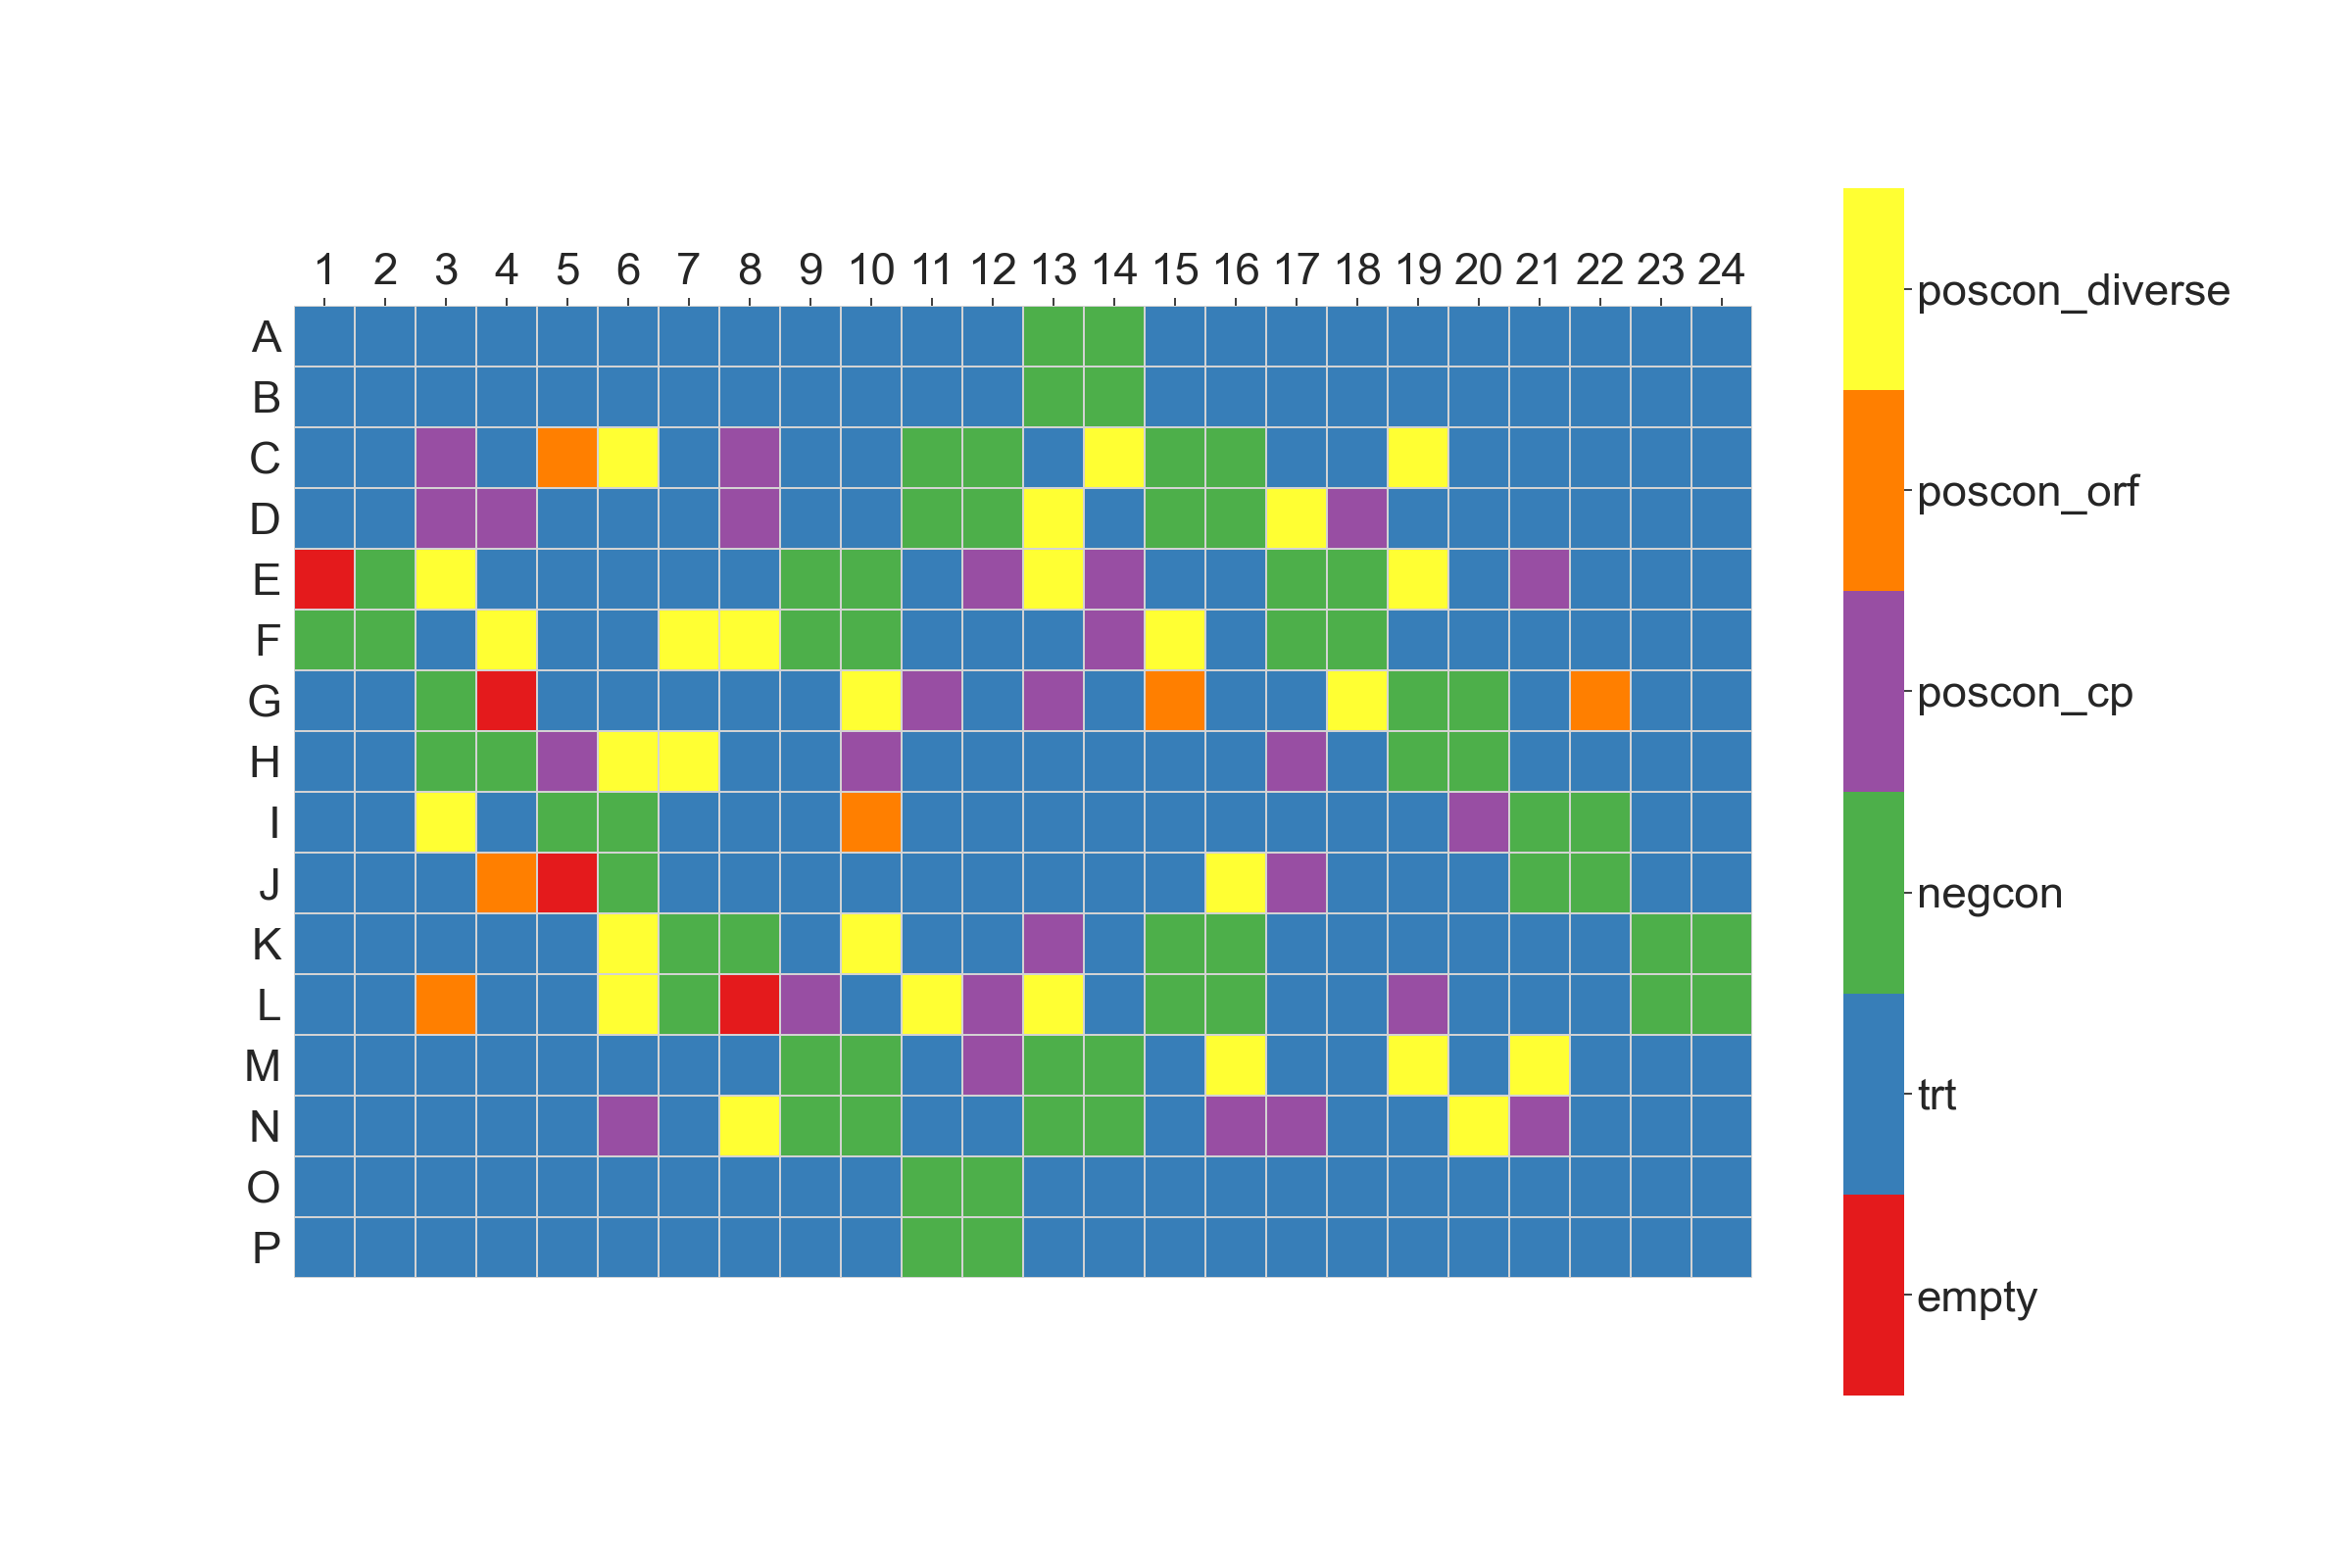 1 2 3 4 5 6 7 8 9 10 11 12 13 14 15 16 17 18 19 20 21 22 23 24
A
B
C
D
E
F
G
H
I
J
K
L
M
N
O
P
poscon_diverse
poscon_orf
poscon_cp
negcon
trt
empty